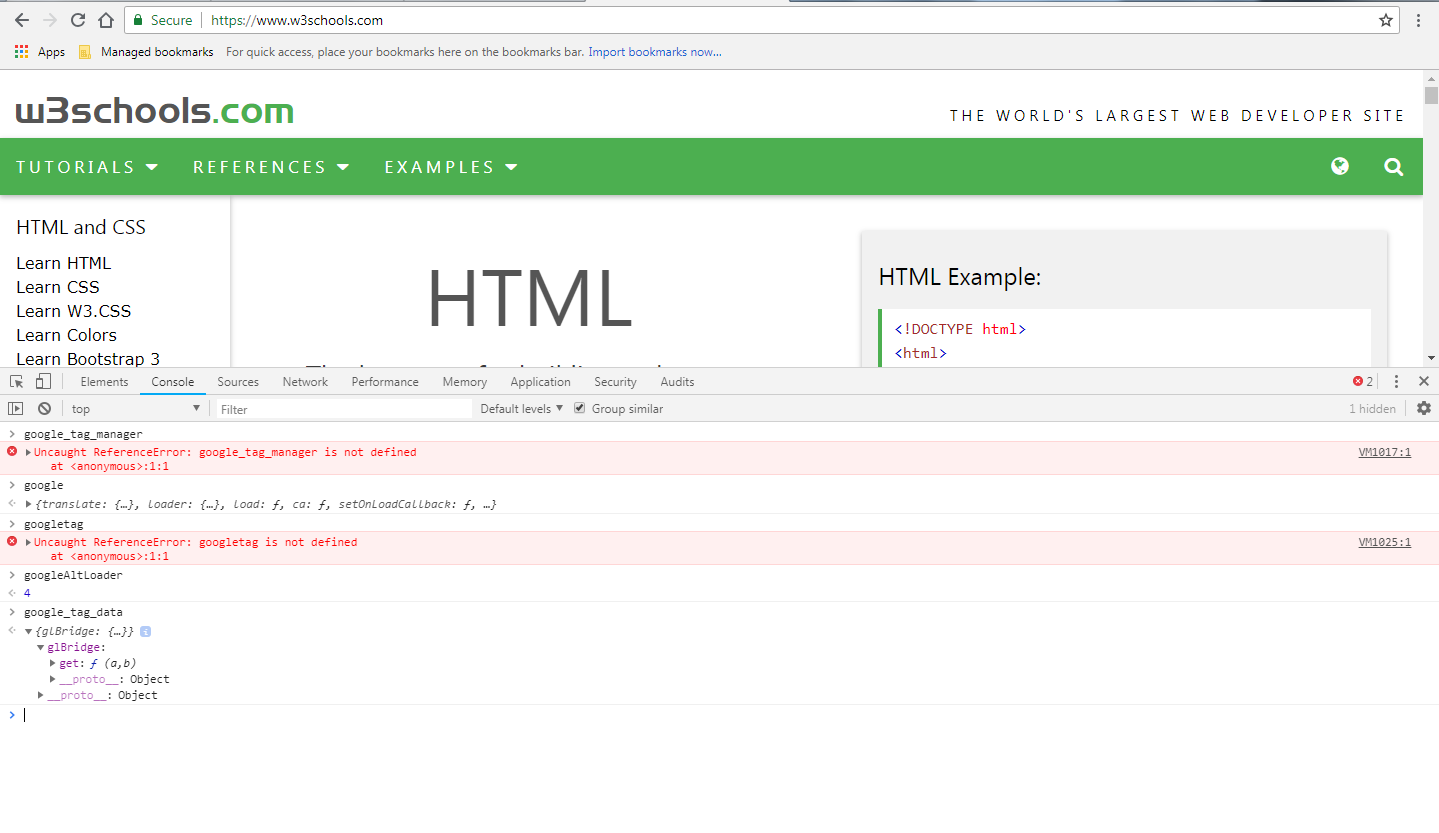 Secure https://www.w3schools.com
Apps Managed bookmarks For quick access, place your bookmarks here on the bookmarks bar. Import bookmarks now...
w3schools.com
THE WORLD'S LARGEST WEB DEVELOPER SITE
TUTORIALS REFERENCES EXAMPLES
HTML and CSS
Learn HTML
Learn CSS
Learn W3.CSS
Learn Colors
Learn Bootstrap 3
HTML
HTML Example:
<!DOCTYPE html>
<html>
Elements Console Sources Network Performance Memory Application Security Audits 2
top Filter Default levels Group similar 1 hidden
google_tag_manager
Uncaught ReferenceError: google_tag_manager is not defined VM1017:1
at <anonymous>:1:1
google
{translate: {…}, loader: {…}, load: ƒ, ca: ƒ, setOnLoadCallback: ƒ, …}
googletag
Uncaught ReferenceError: googletag is not defined VM1025:1
at <anonymous>:1:1
googleAltLoader
4
google_tag_data
{glBridge: {…}}
glBridge:
get: ƒ (a,b)
__proto__: Object
__proto__: Object